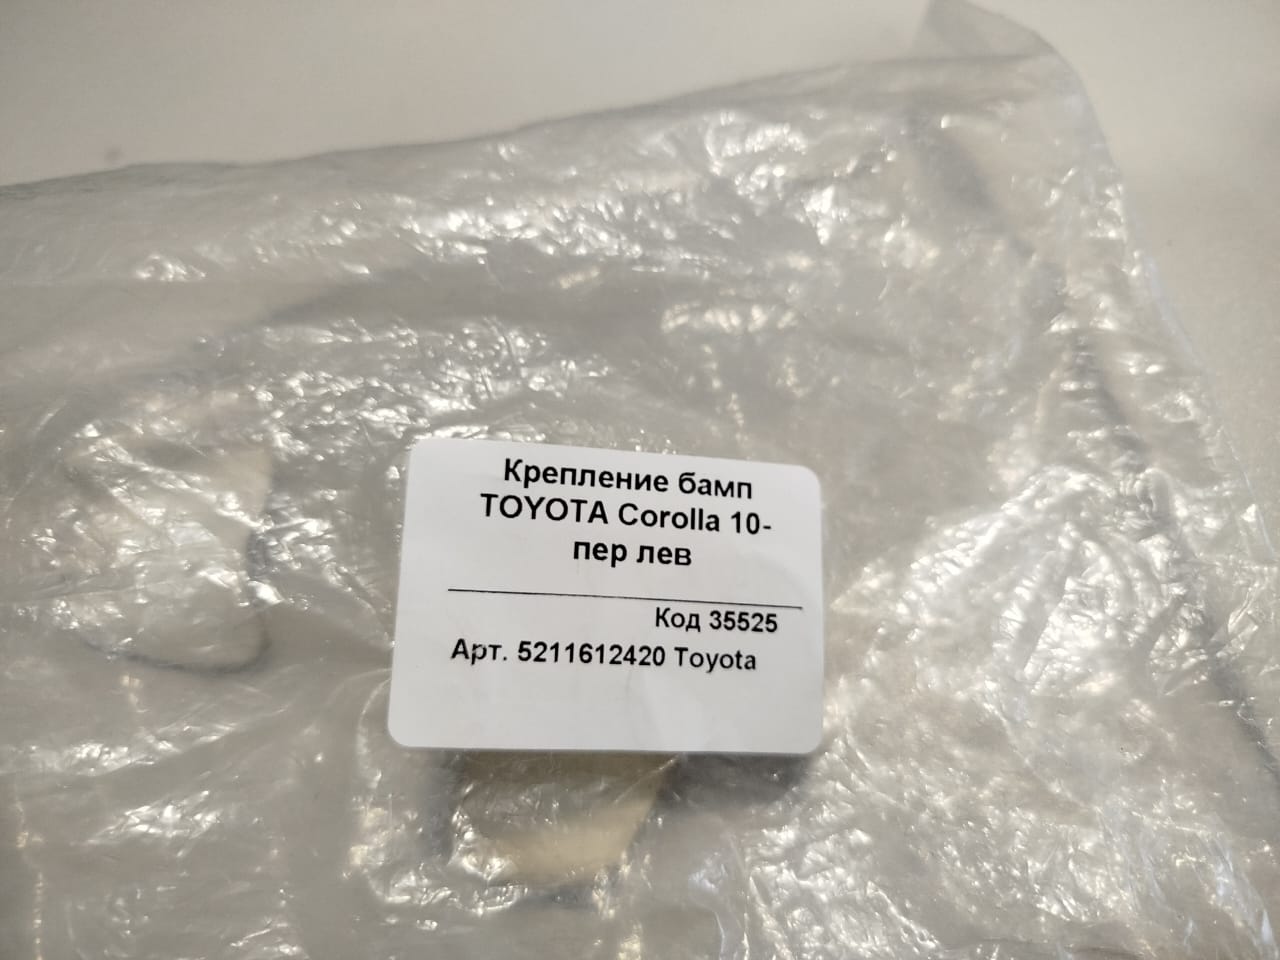 Крепление бамп
TOYOTA Corolla 10-
пер лев
Код 35525
Арт. 5211612420 Toyota